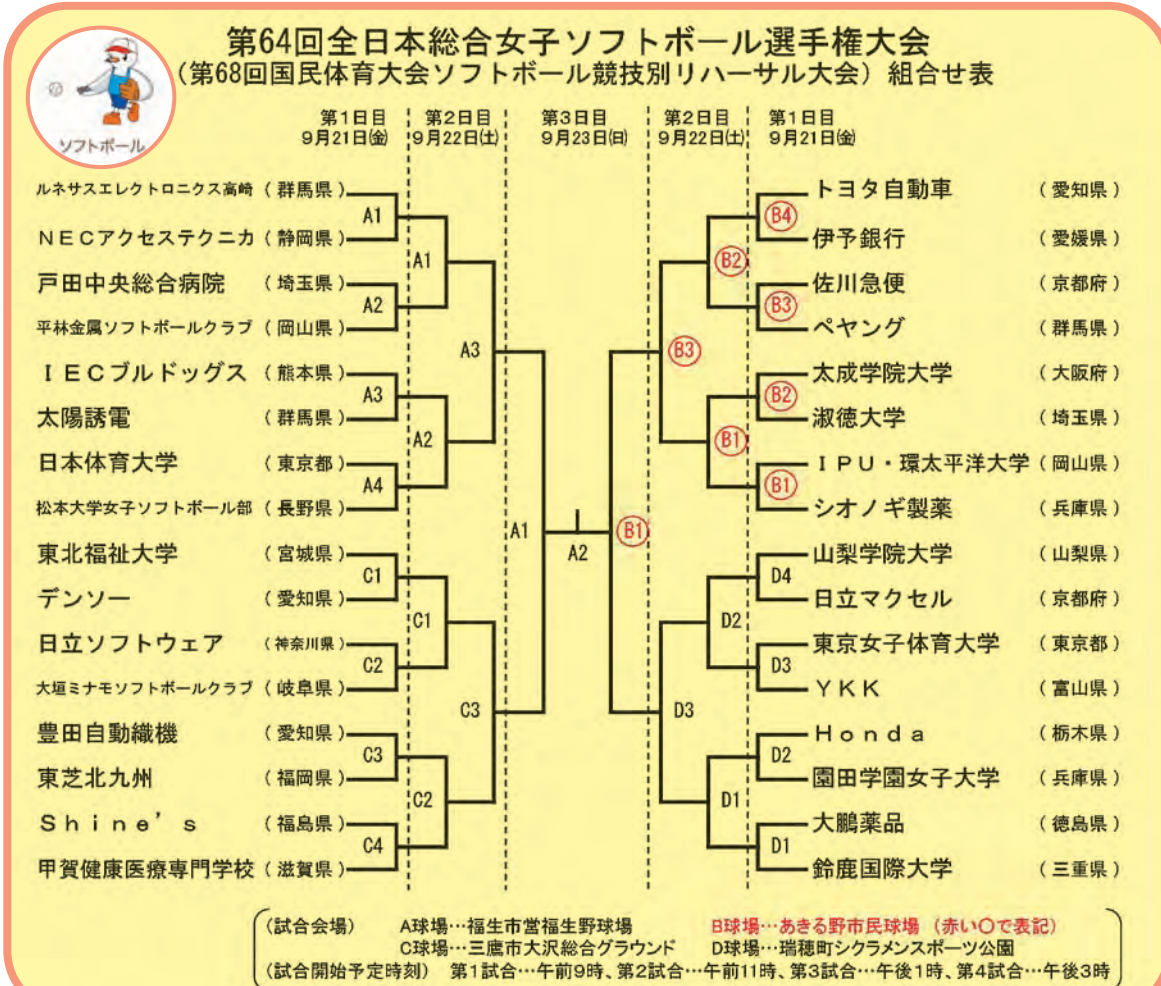 第64回全日本総合女子ソフトボール選手権大会
(第68回国民体育大会ソフトボール競技別リハーサル大会) 組合せ表
ソフトボール
第1日目 第2日目 第3日目 第2日目 第1日目
9月21日(金) 9月22日(土) 9月23日(日) 9月22日(土) 9月21日(金)
ルネサスエレクトロニクス高崎 (群馬県)
A1
NECアクセステクニカ (静岡県)
A1
戸田中央総合病院 (埼玉県)
A2
平林金属ソフトボールクラブ (岡山県)
A3
IECブルドッグス (熊本県)
A3
太陽誘電 (群馬県)
A2
日本体育大学 (東京都)
A4
松本大学女子ソフトボール部 (長野県)
A1
東北福祉大学 (宮城県)
C1
デンソー (愛知県)
C1
日立ソフトウェア (神奈川県)
C2
大垣ミナモソフトボールクラブ (岐阜県)
C3
豊田自動織機 (愛知県)
C3
東芝北九州 (福岡県)
C2
Shine's (福島県)
C4
甲賀健康医療専門学校 (滋賀県)
A2
トヨタ自動車 (愛知県)
B4
伊予銀行 (愛媛県)
B2
佐川急便 (京都府)
B3
ペヤング (群馬県)
B3
太成学院大学 (大阪府)
B2
淑徳大学 (埼玉県)
B1
IPU・環太平洋大学 (岡山県)
B1
シオノギ製薬 (兵庫県)
B1
山梨学院大学 (山梨県)
D4
日立マクセル (京都府)
D2
東京女子体育大学 (東京都)
D3
YKK (富山県)
D3
Honda (栃木県)
D2
園田学園女子大学 (兵庫県)
D1
大鵬薬品 (徳島県)
D1
鈴鹿国際大学 (三重県)
(試合会場) A球場…福生市営福生野球場 B球場…あきる野市民球場 (赤い○で表記)
C球場…三鷹市大沢総合グラウンド D球場…瑞穂町シクラメンスポーツ公園
(試合開始予定時刻) 第1試合…午前9時、第2試合…午前11時、第3試合…午後1時、第4試合…午後3時